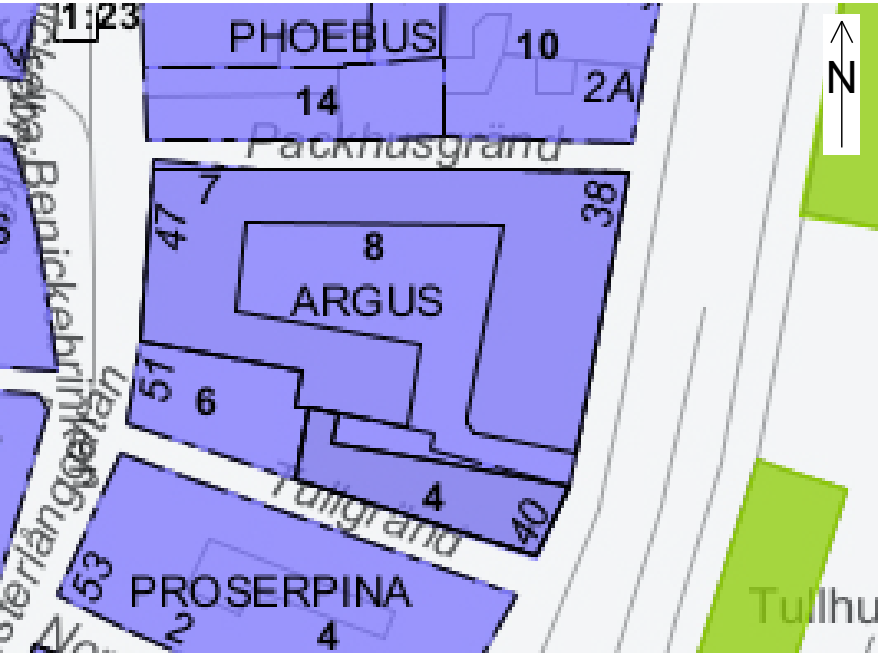 1:23
PHOEBUS
10
2A
14
N
Packhusgränd
7
47
38
8
ARGUS
51
6
Tullgränd
4
40
53
PROSERPINA
2
4
Tullhu